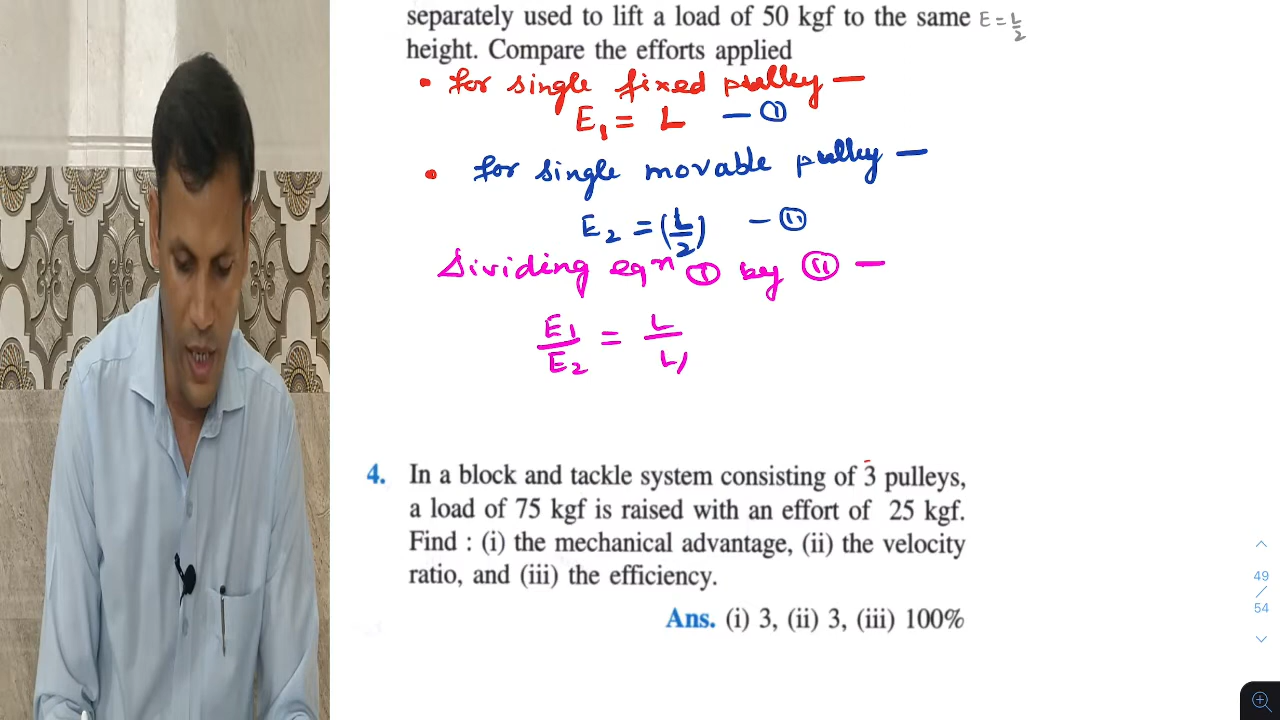 separately used to lift a load of 50 kgf to the same E = L/2
height. Compare the efforts applied
• for single fixed pulley —
E₁ = L — ①
• for single movable pulley —
E₂ = (L/2) — ⑪
Dividing eqⁿ ① by ⑪ —
E₁/E₂ = L/L/
4. In a block and tackle system consisting of 3 pulleys,
a load of 75 kgf is raised with an effort of 25 kgf.
Find : (i) the mechanical advantage, (ii) the velocity
ratio, and (iii) the efficiency.
Ans. (i) 3, (ii) 3, (iii) 100%
49
/
54